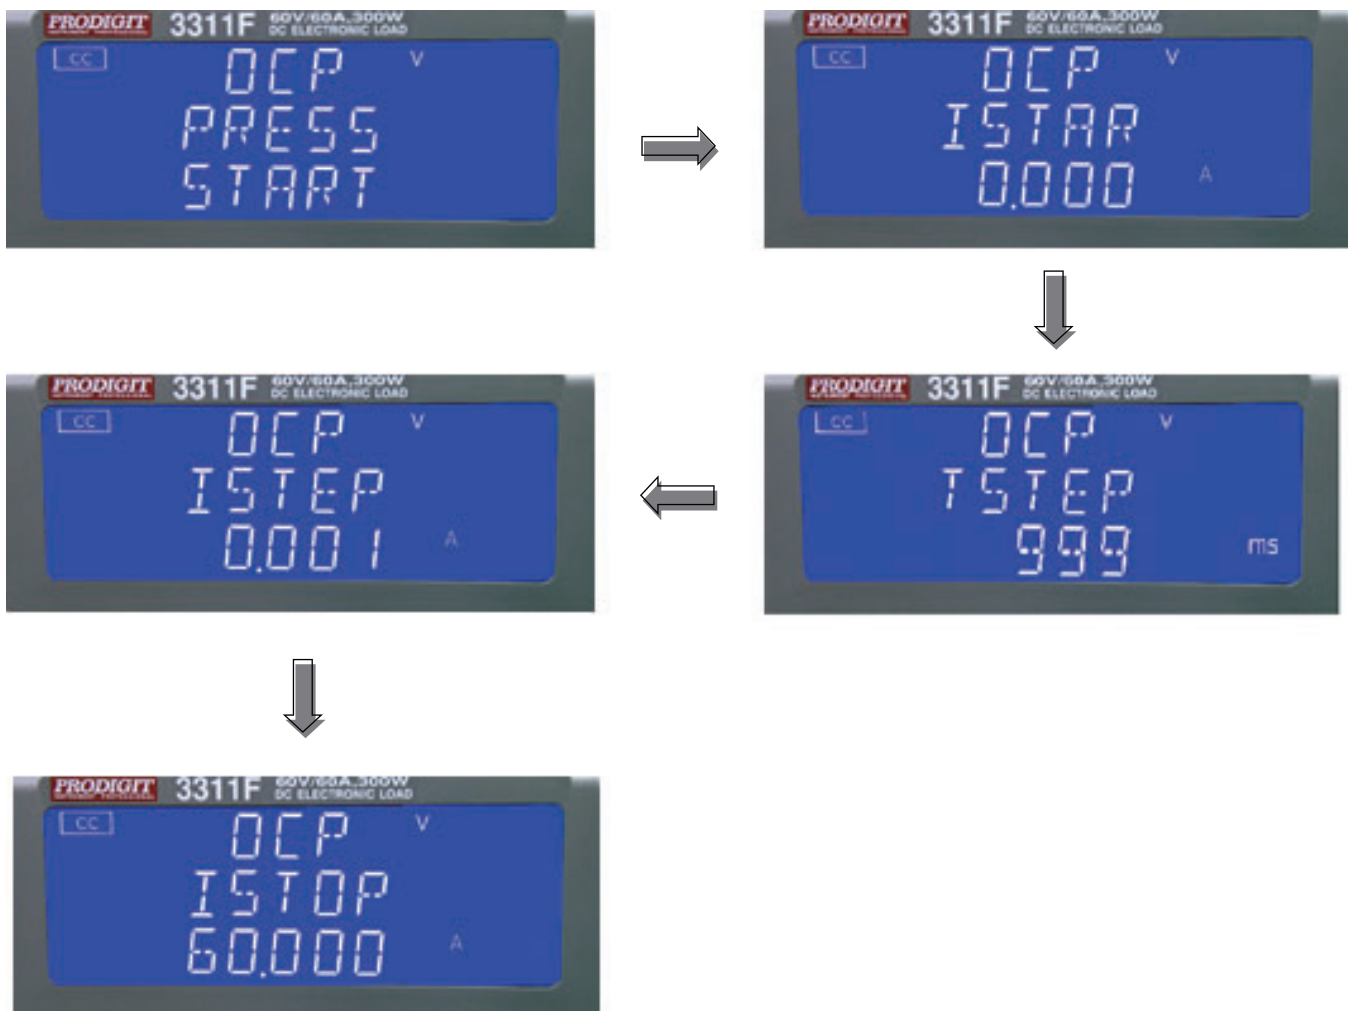 PRODIGIT 3311F 60V/60A,300W
DC ELECTRONIC LOAD
CC OCP V
PRESS
START
PRODIGIT 3311F 60V/60A,300W
DC ELECTRONIC LOAD
CC OCP V
ISTAR
0.000 A
PRODIGIT 3311F 60V/60A,300W
DC ELECTRONIC LOAD
CC OCP V
TSTEP
999 ms
PRODIGIT 3311F 60V/60A,300W
DC ELECTRONIC LOAD
CC OCP V
ISTEP
0.001 A
PRODIGIT 3311F 60V/60A,300W
DC ELECTRONIC LOAD
CC OCP V
ISTOP
60.000 A